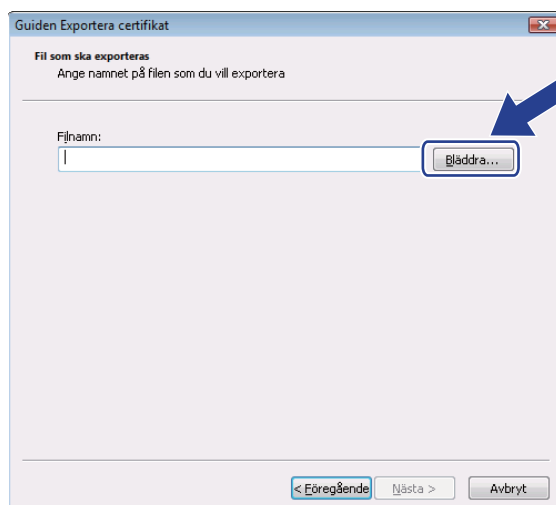 Guiden Exportera certifikat
Fil som ska exporteras
Ange namnet på filen som du vill exportera
Filnamn:
Bläddra...
< Föregående Nästa > Avbryt